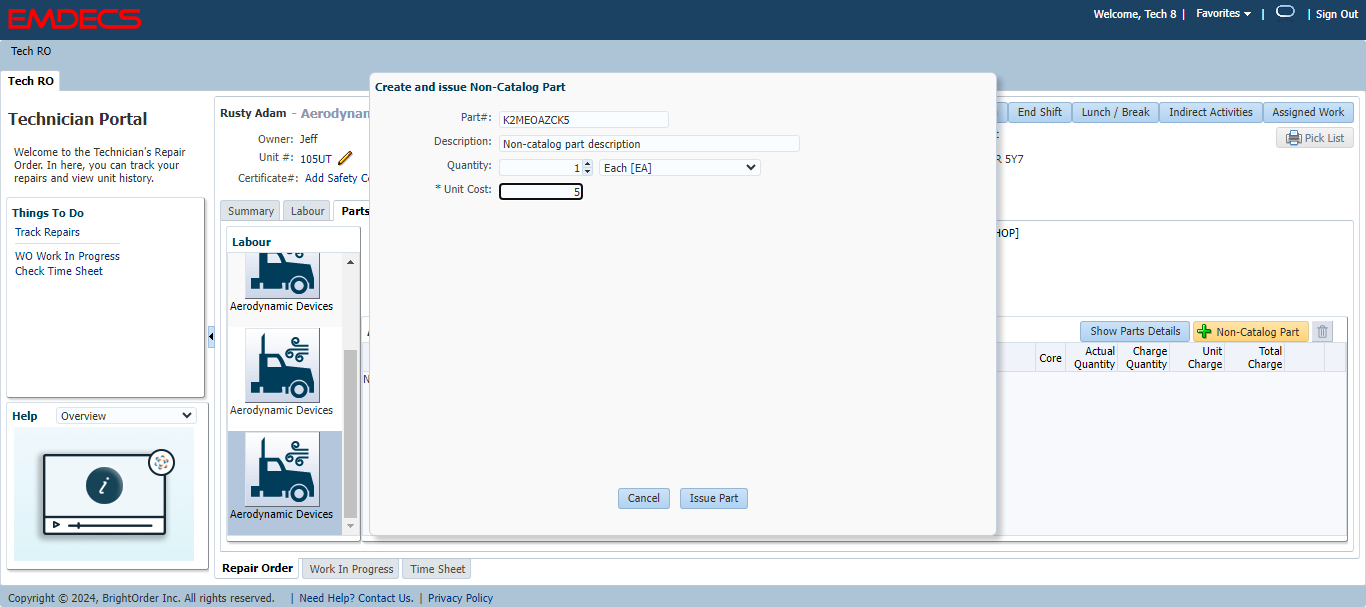 EMDECS
Welcome, Tech 8 | Favorites | | Sign Out
Tech RO
Tech RO
Technician Portal
Welcome to the Technician's Repair
Order. In here, you can track your
repairs and view unit history.
Things To Do
Track Repairs
WO Work In Progress
Check Time Sheet
Help Overview
i
Rusty Adam - Aerodynam
Owner: Jeff
Unit #: 105UT
Certificate#: Add Safety Ce
End Shift Lunch / Break Indirect Activities Assigned Work
Pick List
R 5Y7
Summary Labour Parts
Labour
Aerodynamic Devices
Aerodynamic Devices
Aerodynamic Devices
Create and issue Non-Catalog Part
Part#: K2MEOAZCK5
Description: Non-catalog part description
Quantity: 1 Each [EA]
* Unit Cost: 5
Cancel Issue Part
HOP]
Show Parts Details Non-Catalog Part
Core Actual Quantity Charge Quantity Unit Charge Total Charge
N
Repair Order Work In Progress Time Sheet
Copyright © 2024, BrightOrder Inc. All rights reserved. | Need Help? Contact Us. | Privacy Policy